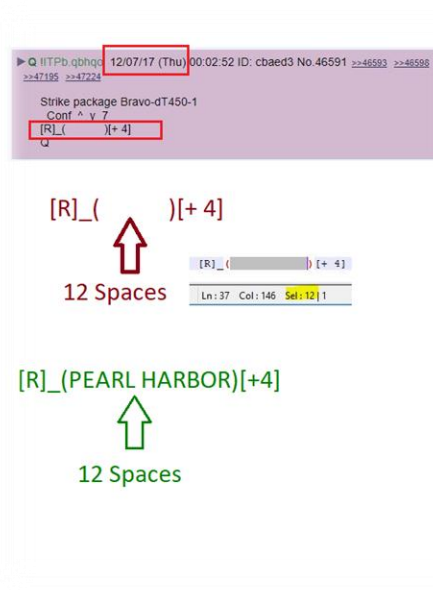 ▶ Q !ITPb.qbhqo 12/07/17 (Thu) 00:02:52 ID: cbaed3 No.46591 >>46593 >>46598
>>47195 >>47224
Strike package Bravo-dT450-1
Conf ^ y 7
[R]_(            )[+ 4]
Q
[R]_(            )[+ 4]
12 Spaces
[R]_(            )[+ 4]
Ln : 37 Col : 146 Sel : 12 | 1
[R]_(PEARL HARBOR)[+4]
12 Spaces